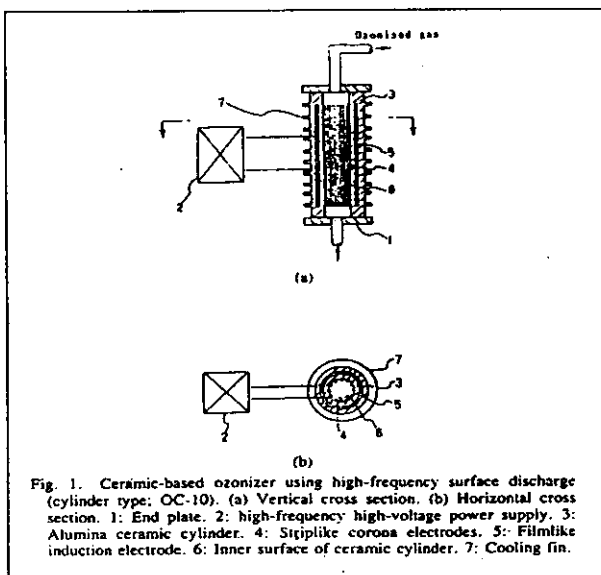 Ozonized gas
7
3
5
4
6
2
1
(a)
7
3
5
6
4
2
(b)
Fig. 1. Ceramic-based ozonizer using high-frequency surface discharge
(cylinder type; OC-10). (a) Vertical cross section. (b) Horizontal cross
section. 1: End plate. 2: high-frequency high-voltage power supply. 3:
Alumina ceramic cylinder. 4: Striplike corona electrodes. 5: Filmlike
induction electrode. 6: Inner surface of ceramic cylinder. 7: Cooling fin.